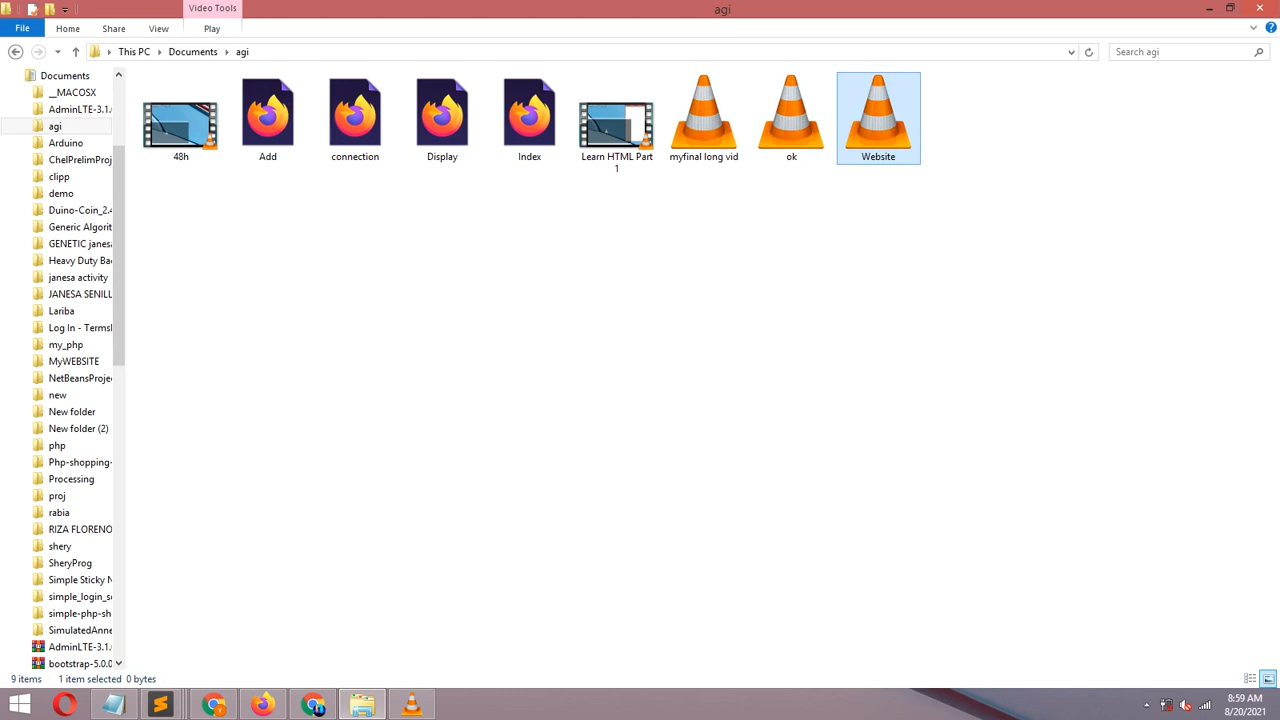 Video Tools
agi
File
Home
Share
View
Play
This PC
Documents
agi
Search agi
Documents
__MACOSX
AdminLTE-3.1.
agi
Arduino
ChelPrelimProj
clipp
demo
Duino-Coin_2.4
Generic Algorit
GENETIC janesa
Heavy Duty Ba
janesa activity
JANESA SENILL
Lariba
Log In - Terms
my_php
MyWEBSITE
NetBeansProje
new
New folder
New folder (2)
php
Php-shopping-
Processing
proj
rabia
RIZA FLORENO
shery
SheryProg
Simple Sticky N
simple_login_s
simple-php-sh
SimulatedAnne
AdminLTE-3.1.
bootstrap-5.0.0
48h
Add
connection
Display
Index
Learn HTML Part
1
myfinal long vid
ok
Website
9 items
1 item selected 0 bytes
8:59 AM
8/20/2021